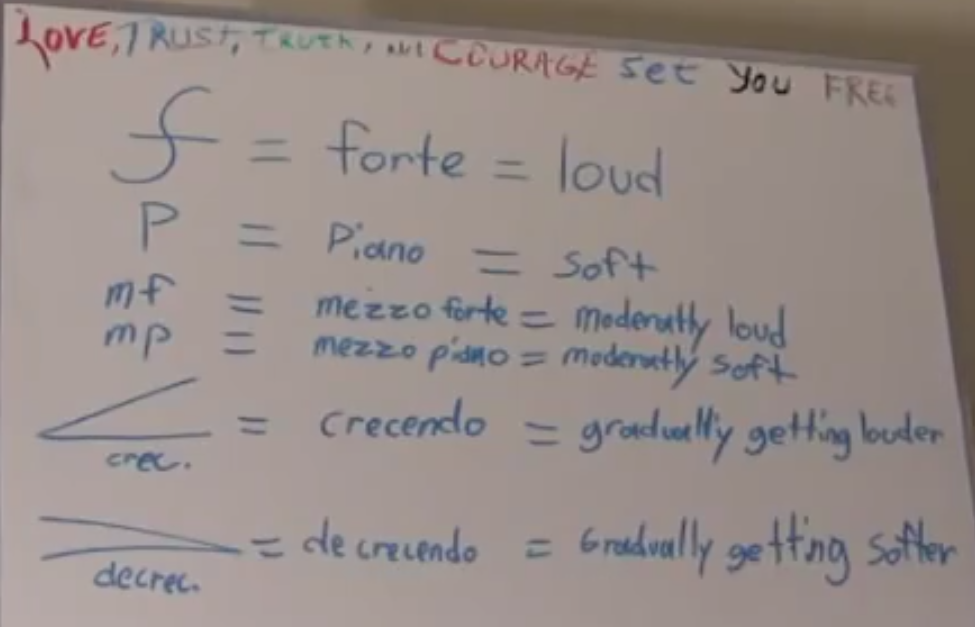 LOVE, TRUST, TRUTH, and COURAGE set you FREE
f = forte = loud
P = Piano = soft
mf = mezzo forte = moderatly loud
mp = mezzo piano = moderatly soft
crec. = crecendo = gradually getting louder
decrec. = decrecendo = Gradually getting Softer